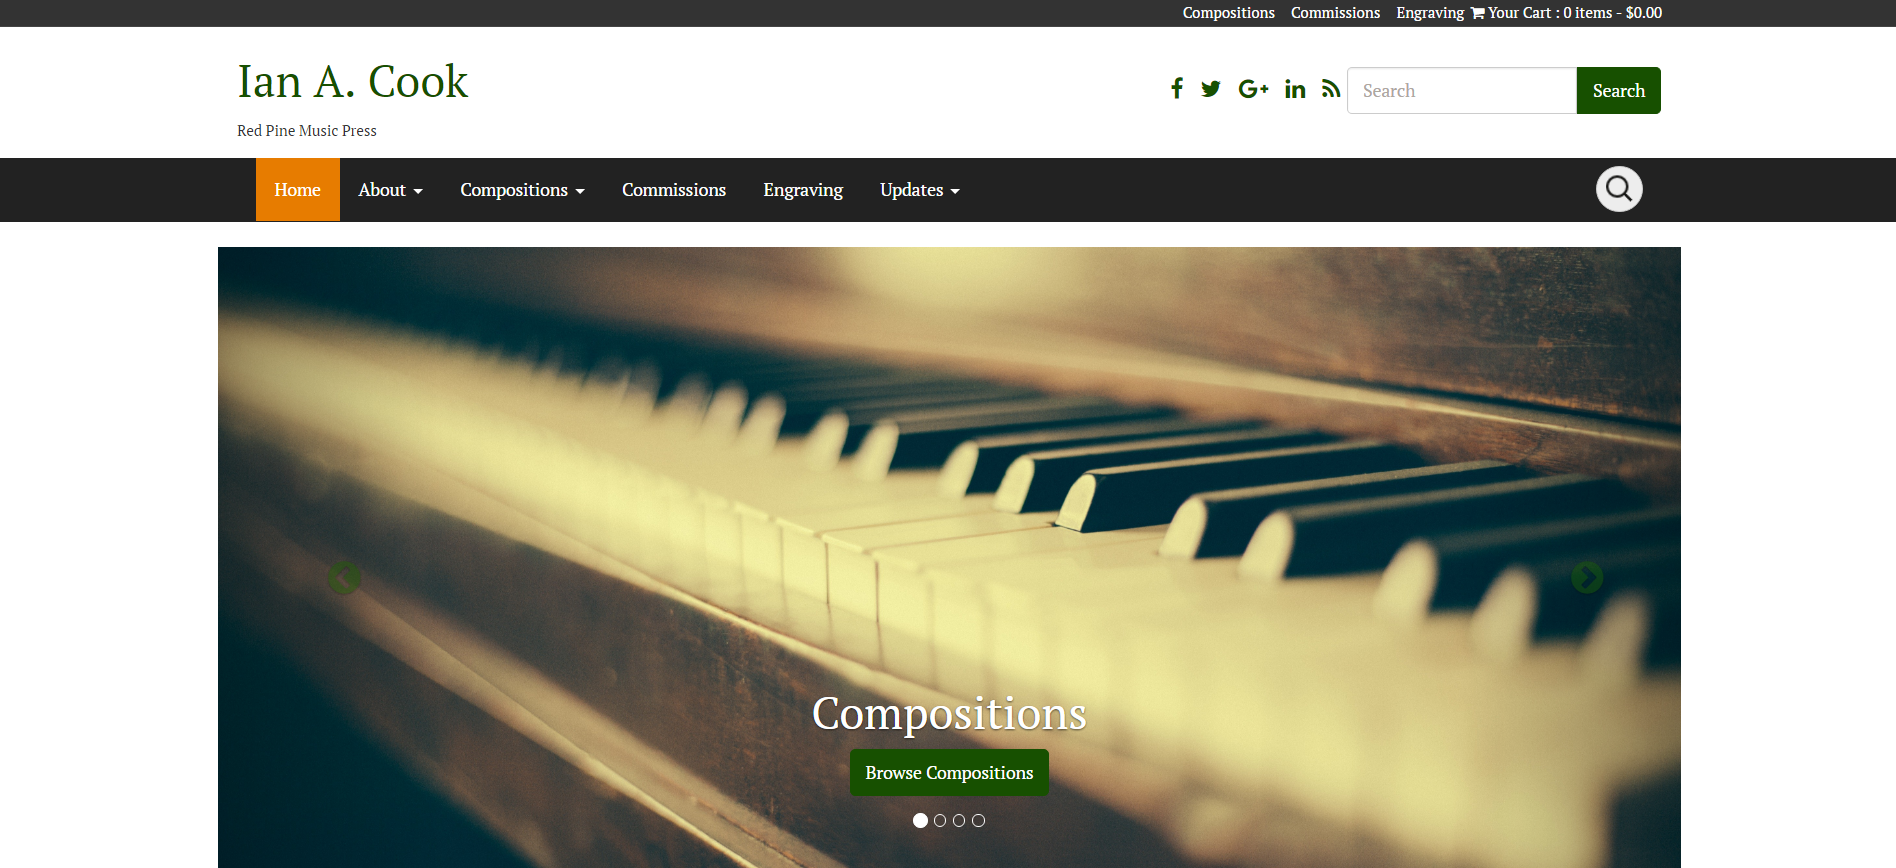 Compositions Commissions Engraving Your Cart : 0 items - $0.00
Ian A. Cook
Search Search
Red Pine Music Press
Home About Compositions Commissions Engraving Updates
Compositions
Browse Compositions